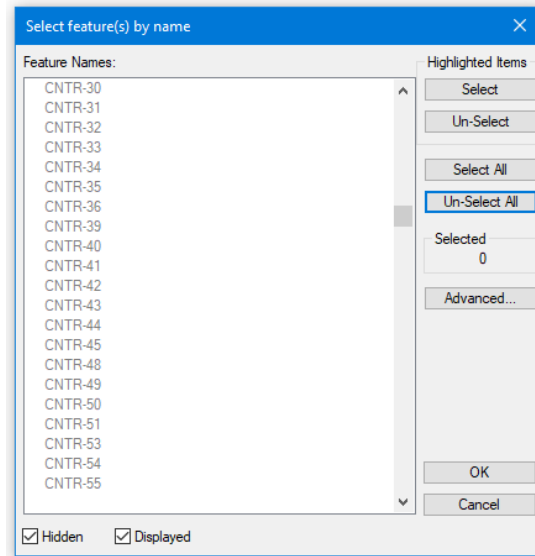 Select feature(s) by name
Feature Names:
CNTR-30
CNTR-31
CNTR-32
CNTR-33
CNTR-34
CNTR-35
CNTR-36
CNTR-39
CNTR-40
CNTR-41
CNTR-42
CNTR-43
CNTR-44
CNTR-45
CNTR-48
CNTR-49
CNTR-50
CNTR-51
CNTR-53
CNTR-54
CNTR-55
Hidden
Displayed
Highlighted Items
Select
Un-Select
Select All
Un-Select All
Selected
0
Advanced...
OK
Cancel